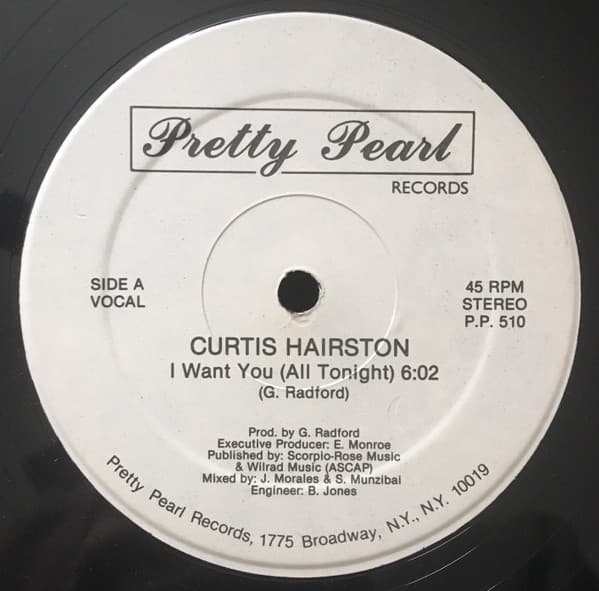 Pretty Pearl
RECORDS
SIDE A
VOCAL
45 RPM
STEREO
P.P. 510
CURTIS HAIRSTON
I Want You (All Tonight) 6:02
(G. Radford)
Prod. by G. Radford
Executive Producer: E. Monroe
Published by: Scorpio-Rose Music
& Wilrad Music (ASCAP)
Mixed by: J. Morales & S. Munzibai
Engineer: B. Jones
Pretty Pearl Records, 1775 Broadway, N.Y., N.Y. 10019